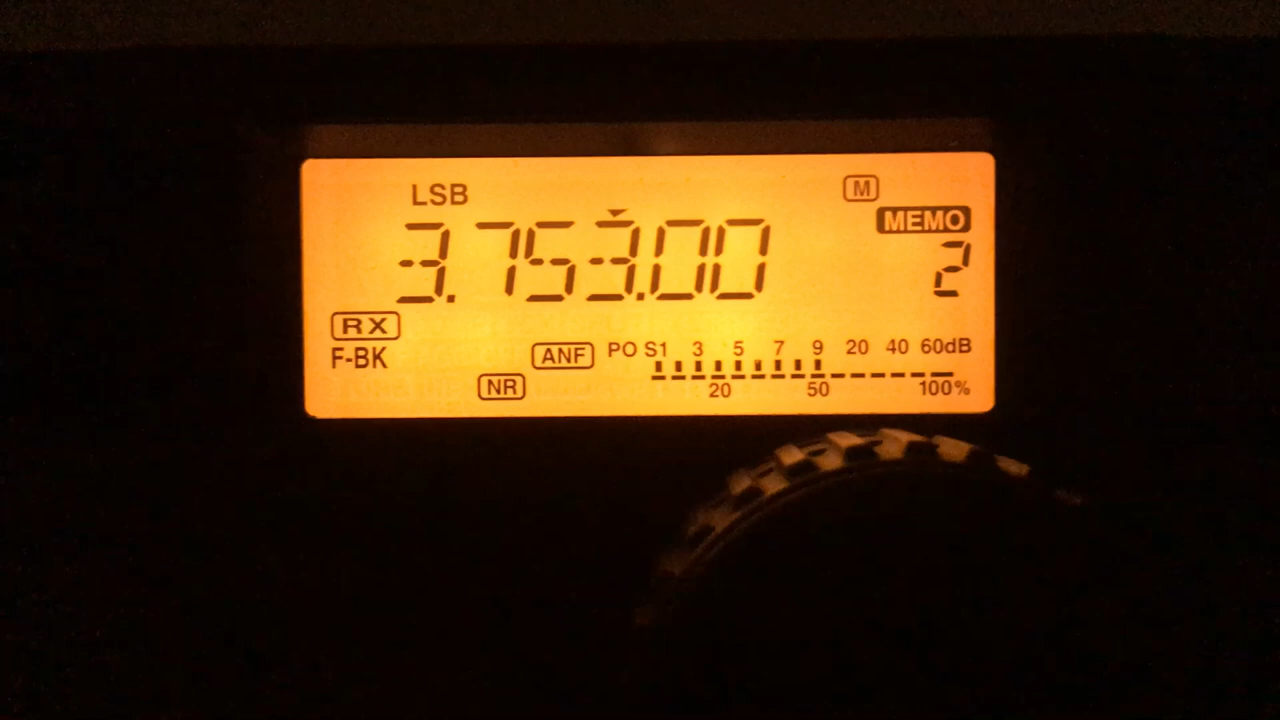 LSB M
MEMO
3.753.00 2
RX
F-BK ANF PO S1 3 5 7 9 20 40 60dB
NR 20 50 100%